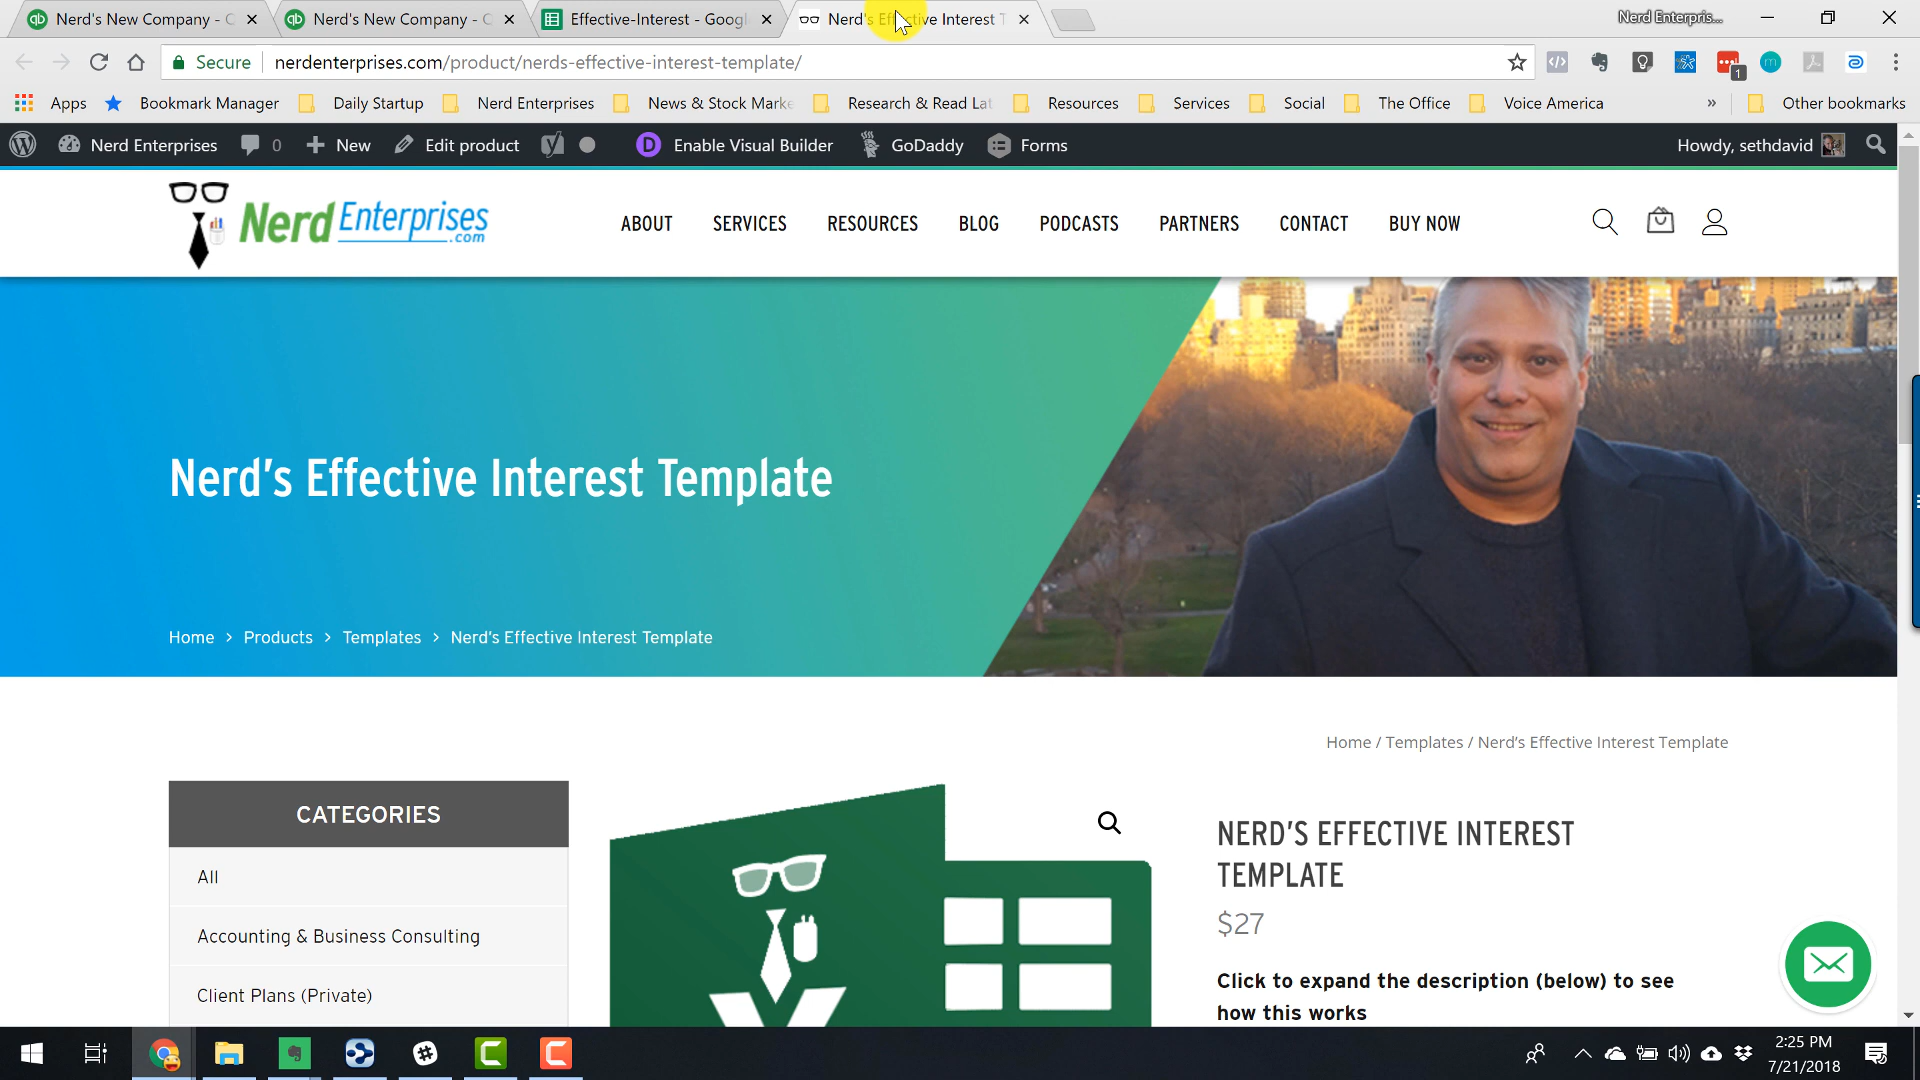 Nerd's New Company - C
Nerd's New Company - C
Effective-Interest - Googl
Nerd's Effective Interest T
Nerd Enterpris...
Secure
nerdenterprises.com/product/nerds-effective-interest-template/
1
Apps
Bookmark Manager
Daily Startup
Nerd Enterprises
News & Stock Marke
Research & Read Lat
Resources
Services
Social
The Office
Voice America
»
Other bookmarks
Nerd Enterprises
0
New
Edit product
Enable Visual Builder
GoDaddy
Forms
Howdy, sethdavid
Nerd Enterprises
.com
ABOUT
SERVICES
RESOURCES
BLOG
PODCASTS
PARTNERS
CONTACT
BUY NOW
Nerd’s Effective Interest Template
Home > Products > Templates > Nerd’s Effective Interest Template
Home / Templates / Nerd’s Effective Interest Template
CATEGORIES
All
Accounting & Business Consulting
Client Plans (Private)
NERD’S EFFECTIVE INTEREST
TEMPLATE
$27
Click to expand the description (below) to see
how this works
2:25 PM
7/21/2018